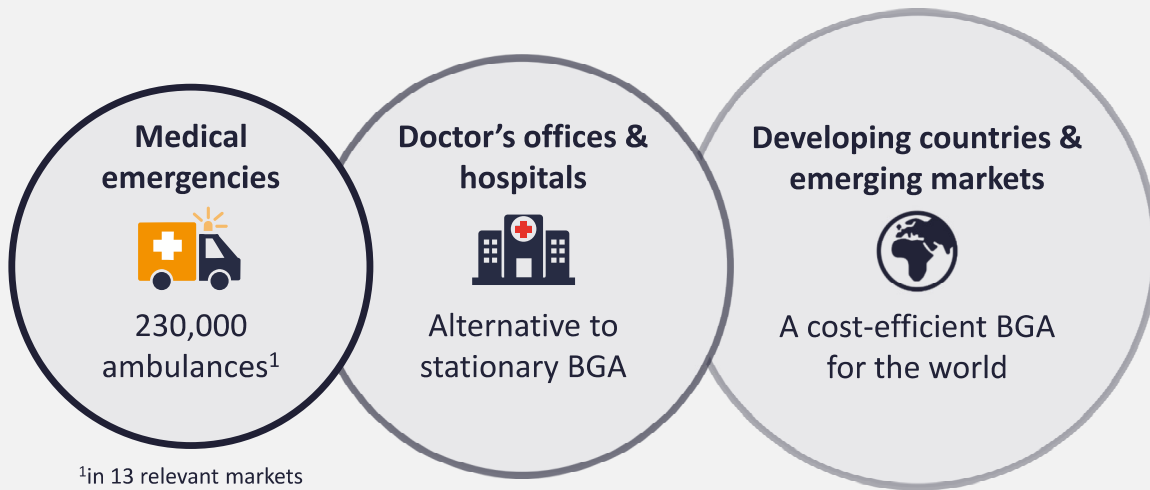 Medical
emergencies
230,000
ambulances¹
¹in 13 relevant markets
Doctor’s offices &
hospitals
Alternative to
stationary BGA
Developing countries &
emerging markets
A cost-efficient BGA
for the world